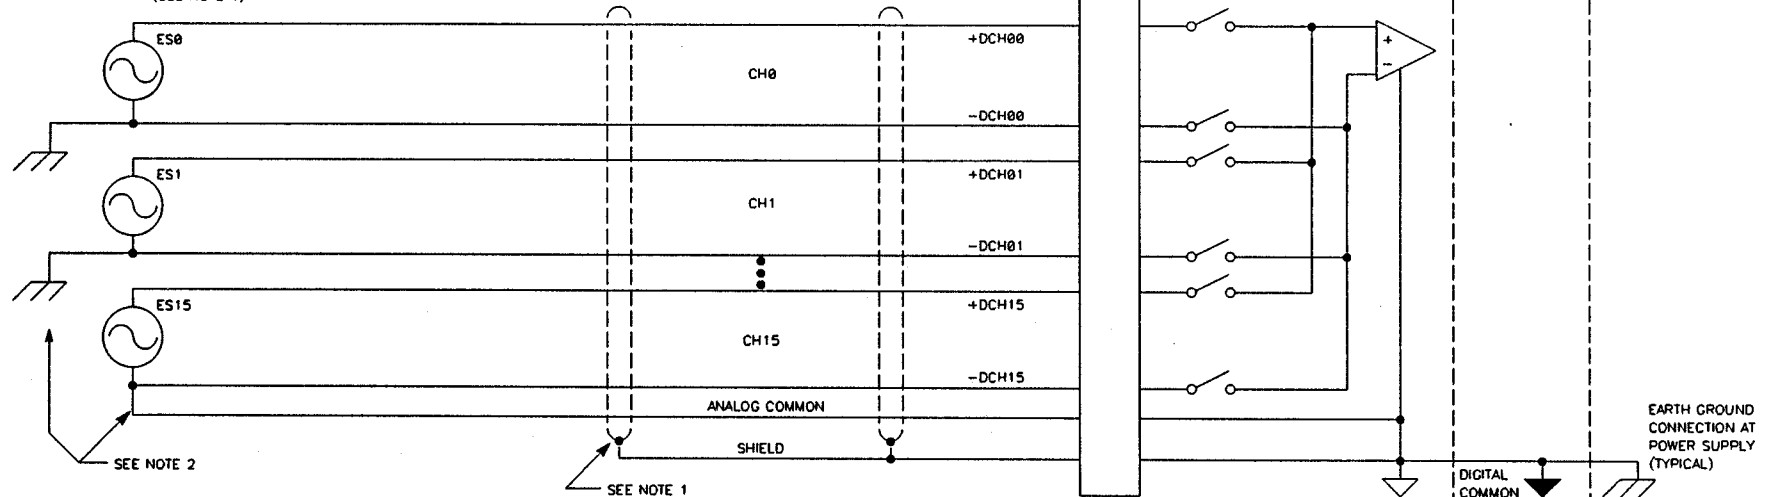 ES0
+DCH00
CH0
+
-
-DCH00
ES1
+DCH01
CH1
-DCH01
ES15
+DCH15
CH15
-DCH15
ANALOG COMMON
EARTH GROUND
CONNECTION AT
POWER SUPPLY
(TYPICAL)
SHIELD
SEE NOTE 2
DIGITAL
COMMON
SEE NOTE 1